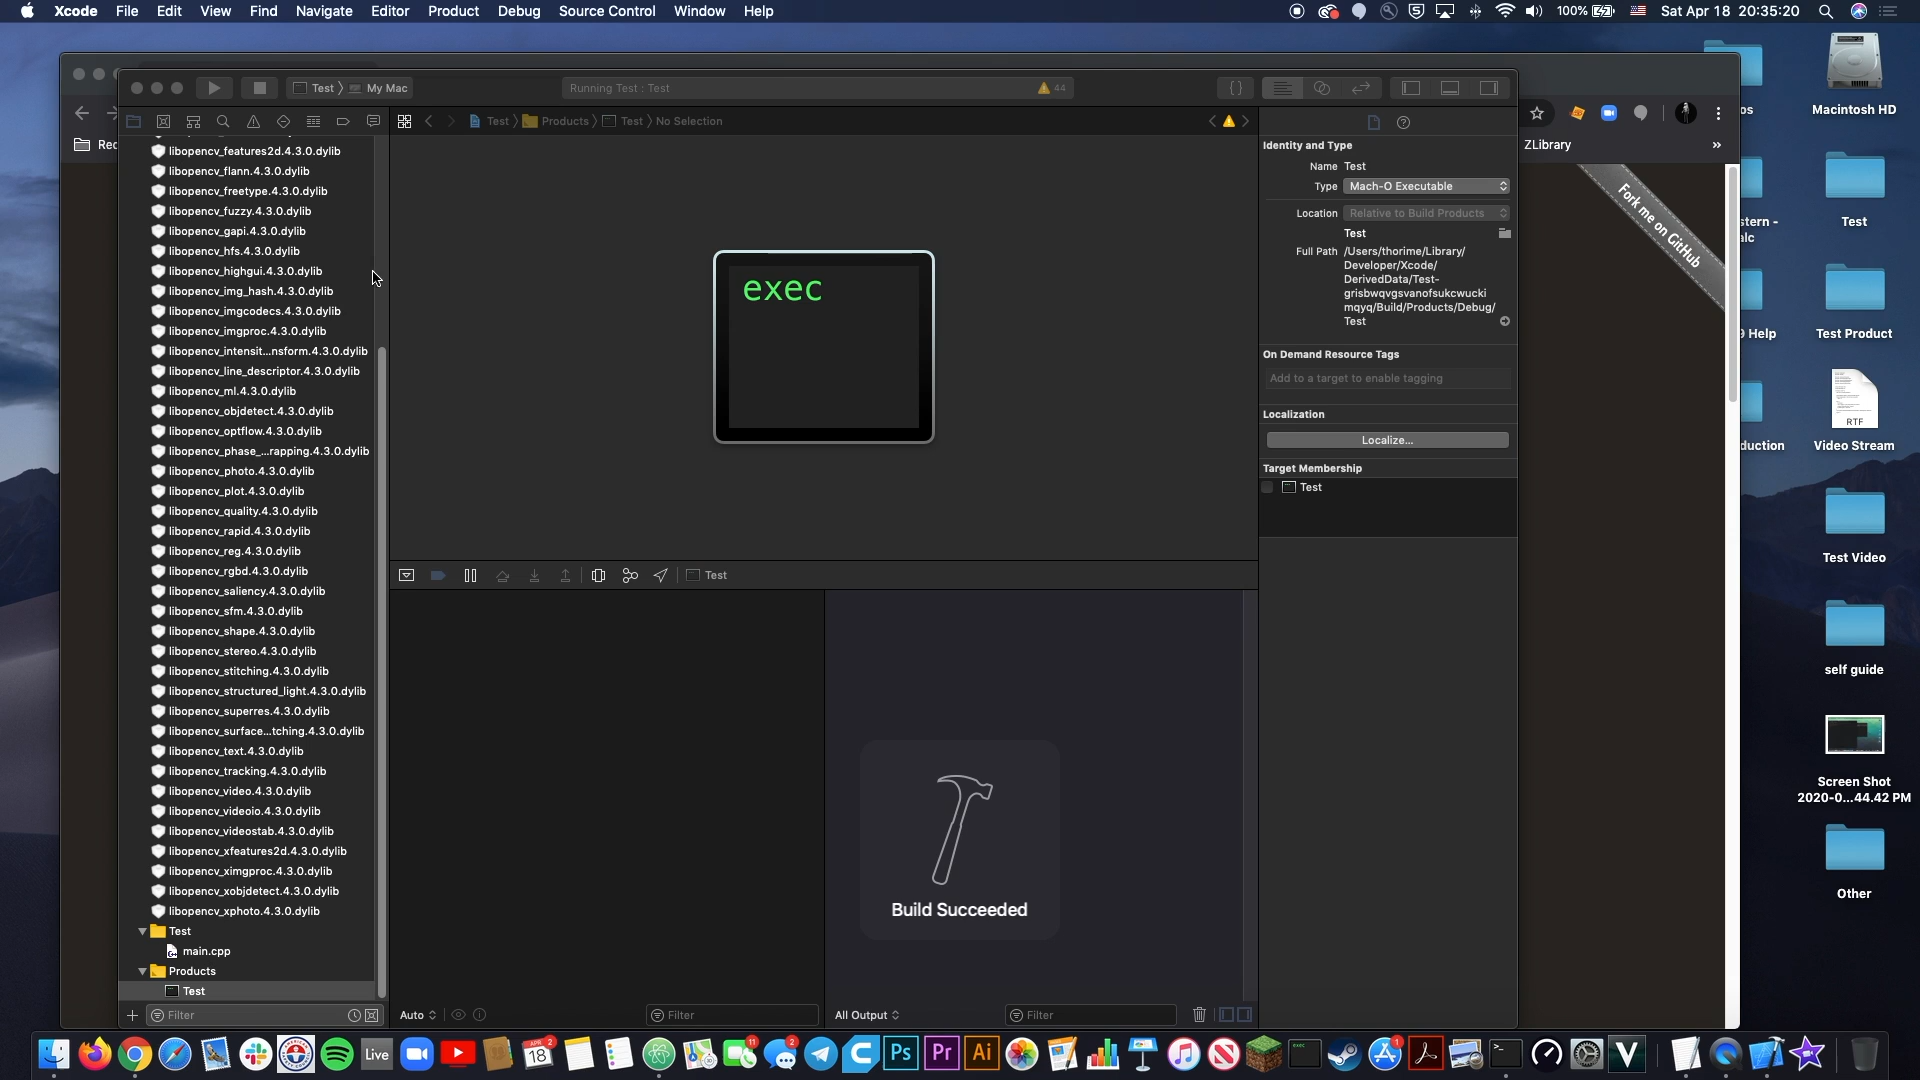 Xcode File Edit View Find Navigate Editor Product Debug Source Control Window Help
100% Sat Apr 18 20:35:20
Test 〉 My Mac
Running Test : Test
44
Test 〉 Products 〉 Test 〉 No Selection
Rec
ZLibrary
»
libopencv_features2d.4.3.0.dylib
libopencv_flann.4.3.0.dylib
libopencv_freetype.4.3.0.dylib
libopencv_fuzzy.4.3.0.dylib
libopencv_gapi.4.3.0.dylib
libopencv_hfs.4.3.0.dylib
libopencv_highgui.4.3.0.dylib
libopencv_img_hash.4.3.0.dylib
libopencv_imgcodecs.4.3.0.dylib
libopencv_imgproc.4.3.0.dylib
libopencv_intensit...nsform.4.3.0.dylib
libopencv_line_descriptor.4.3.0.dylib
libopencv_ml.4.3.0.dylib
libopencv_objdetect.4.3.0.dylib
libopencv_optflow.4.3.0.dylib
libopencv_phase_...rapping.4.3.0.dylib
libopencv_photo.4.3.0.dylib
libopencv_plot.4.3.0.dylib
libopencv_quality.4.3.0.dylib
libopencv_rapid.4.3.0.dylib
libopencv_reg.4.3.0.dylib
libopencv_rgbd.4.3.0.dylib
libopencv_saliency.4.3.0.dylib
libopencv_sfm.4.3.0.dylib
libopencv_shape.4.3.0.dylib
libopencv_stereo.4.3.0.dylib
libopencv_stitching.4.3.0.dylib
libopencv_structured_light.4.3.0.dylib
libopencv_superres.4.3.0.dylib
libopencv_surface...tching.4.3.0.dylib
libopencv_text.4.3.0.dylib
libopencv_tracking.4.3.0.dylib
libopencv_video.4.3.0.dylib
libopencv_videoio.4.3.0.dylib
libopencv_videostab.4.3.0.dylib
libopencv_xfeatures2d.4.3.0.dylib
libopencv_ximgproc.4.3.0.dylib
libopencv_xobjdetect.4.3.0.dylib
libopencv_xphoto.4.3.0.dylib
Test
main.cpp
Products
Test
Filter
exec
Test
Build Succeeded
Auto
Filter
All Output
Filter
Identity and Type
Name Test
Type Mach-O Executable
Location Relative to Build Products
Test
Full Path /Users/thorime/Library/
Developer/Xcode/
DerivedData/Test-
grisbwqvgsvanofsukcwucki
mqyq/Build/Products/Debug/
Test
On Demand Resource Tags
Add to a target to enable tagging
Localization
Localize...
Target Membership
Test
Fork me on GitHub
os
stern -
alc
9 Help
duction
Macintosh HD
Test
Test Product
RTF
Video Stream
Test Video
self guide
Screen Shot
2020-0...44.42 PM
Other
Live
APR
18
2
11
2
Ps
Pr
Ai
exec
1
V